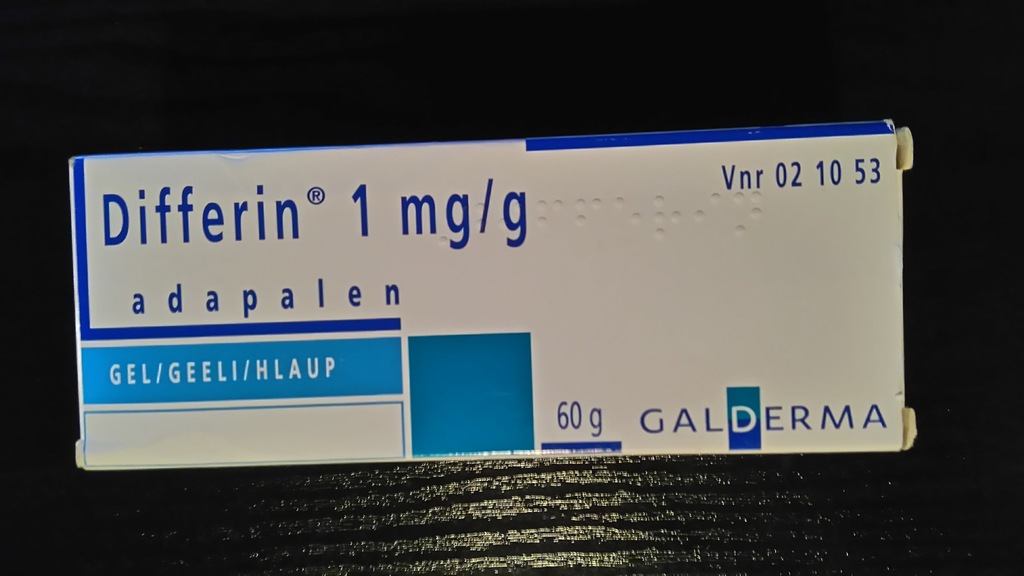 Vnr 02 10 53
Differin® 1 mg/g
adapalen
GEL/GEELI/HLAUP
60 g
GALDERMA